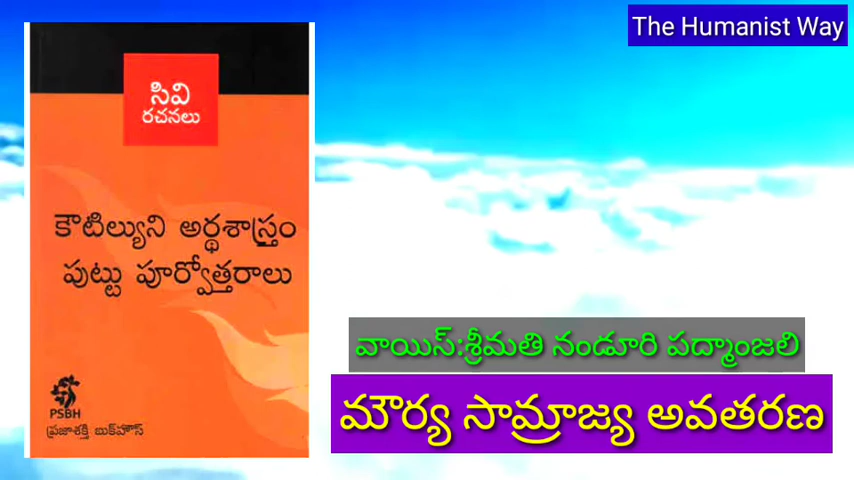 The Humanist Way
సివి
రచనలు
కౌటిల్యుని అర్థశాస్త్రం
పుట్టు పూర్వోత్తరాలు
PSBH
ప్రజాశక్తి బుక్‌హౌస్
వాయిస్:శ్రీమతి నండూరి పద్మాంజలి
మౌర్య సామ్రాజ్య అవతరణ